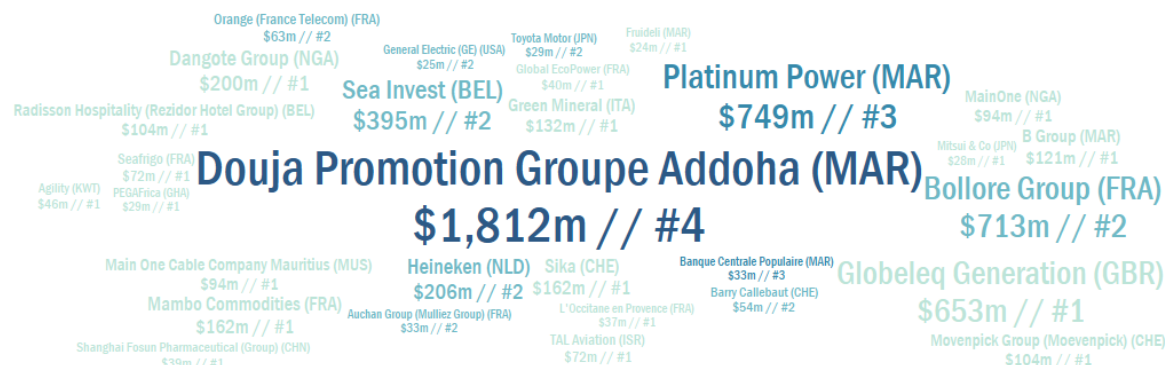 Orange (France Telecom) (FRA)
$63m // #2
General Electric (GE) (USA)
$25m // #2
Toyota Motor (JPN)
$29m // #2
Fruideli (MAR)
$24m // #1
Dangote Group (NGA)
$200m // #1
Sea Invest (BEL)
$395m // #2
Global EcoPower (FRA)
$40m // #1
Green Mineral (ITA)
$132m // #1
Platinum Power (MAR)
$749m // #3
MainOne (NGA)
$94m // #1
Radisson Hospitality (Rezidor Hotel Group) (BEL)
$104m // #1
Mitsui & Co (JPN)
$28m // #1
B Group (MAR)
$121m // #1
Seafrigo (FRA)
$72m // #1
Agility (KWT)
$46m // #1
PEGAfrica (GHA)
$29m // #1
Douja Promotion Groupe Addoha (MAR)
$1,812m // #4
Bollore Group (FRA)
$713m // #2
Main One Cable Company Mauritius (MUS)
$94m // #1
Heineken (NLD)
$206m // #2
Sika (CHE)
$162m // #1
Banque Centrale Populaire (MAR)
$33m // #3
Globeleq Generation (GBR)
$653m // #1
Mambo Commodities (FRA)
$162m // #1
Auchan Group (Mulliez Group) (FRA)
$33m // #2
L'Occitane en Provence (FRA)
$37m // #1
Barry Callebaut (CHE)
$54m // #2
Shanghai Fosun Pharmaceutical (Group) (CHN)
$39m // #1
TAL Aviation (ISR)
$72m // #1
Movenpick Group (Moevenpick) (CHE)
$104m // #1